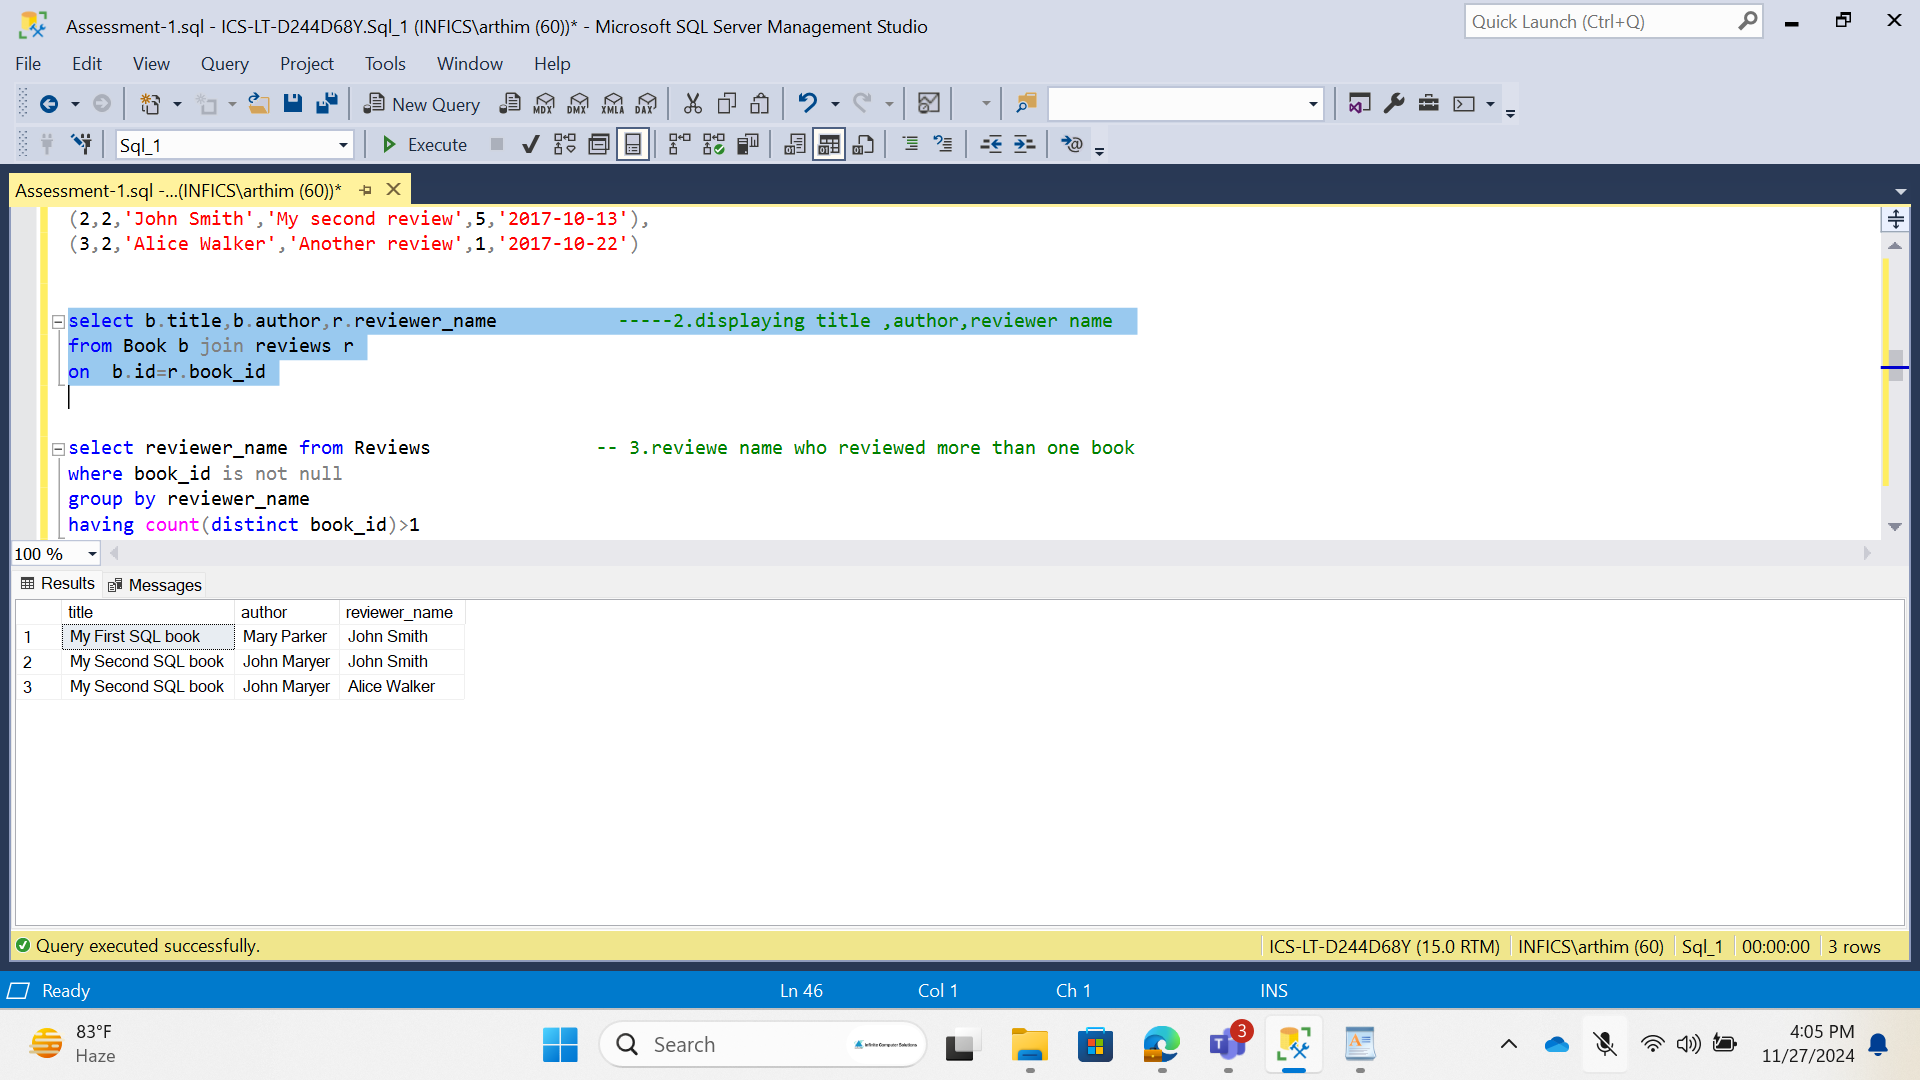 Assessment-1.sql - ICS-LT-D244D68Y.Sql_1 (INFICS\arthim (60))* - Microsoft SQL Server Management Studio
Quick Launch (Ctrl+Q)
File Edit View Query Project Tools Window Help
New Query MDX DMX XMLA DAX
Sql_1 Execute
Assessment-1.sql -...(INFICS\arthim (60))*
(2,2,'John Smith','My second review',5,'2017-10-13'),
(3,2,'Alice Walker','Another review',1,'2017-10-22')
select b.title,b.author,r.reviewer_name -----2.displaying title ,author,reviewer name
from Book b join reviews r
on b.id=r.book_id
select reviewer_name from Reviews -- 3.reviewe name who reviewed more than one book
where book_id is not null
group by reviewer_name
having count(distinct book_id)>1
100 %
Results Messages
title author reviewer_name
1 My First SQL book Mary Parker John Smith
2 My Second SQL book John Maryer John Smith
3 My Second SQL book John Maryer Alice Walker
Query executed successfully. ICS-LT-D244D68Y (15.0 RTM) INFICS\arthim (60) Sql_1 00:00:00 3 rows
Ready Ln 46 Col 1 Ch 1 INS
83°F
Haze
Search
Infinite Computer Solutions
3
4:05 PM
11/27/2024